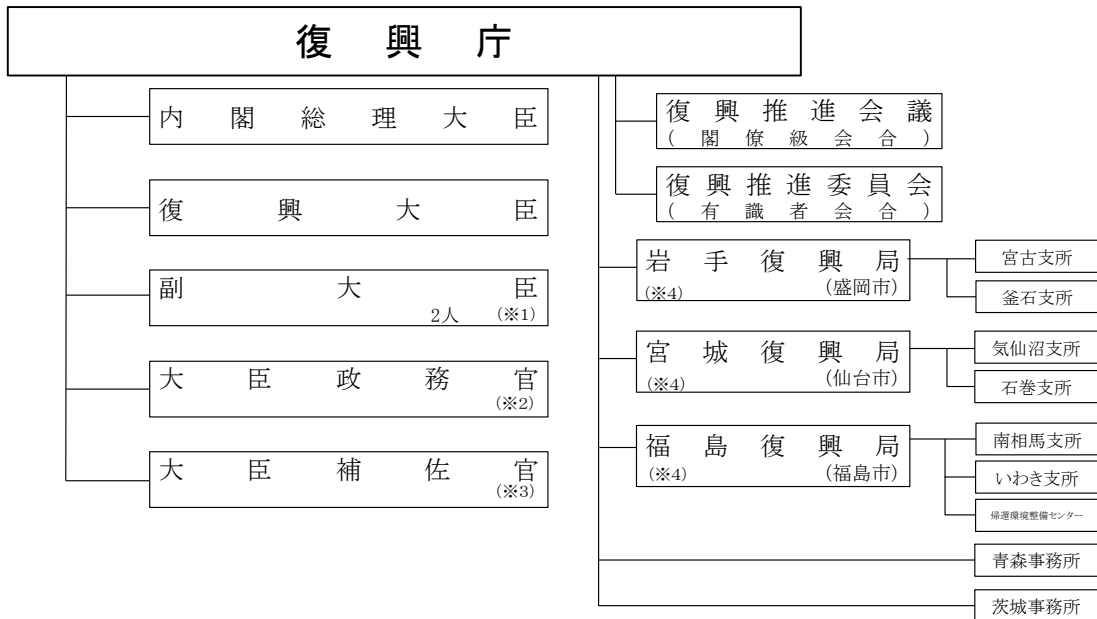 復興庁
内閣総理大臣
復興大臣
副大臣
2人 (※1)
大臣政務官
(※2)
大臣補佐官
(※3)
復興推進会議
(閣僚級会合)
復興推進委員会
(有識者会合)
岩手復興局
(※4) (盛岡市)
宮古支所
釜石支所
宮城復興局
(※4) (仙台市)
気仙沼支所
石巻支所
福島復興局
(※4) (福島市)
南相馬支所
いわき支所
帰還環境整備センター
青森事務所
茨城事務所